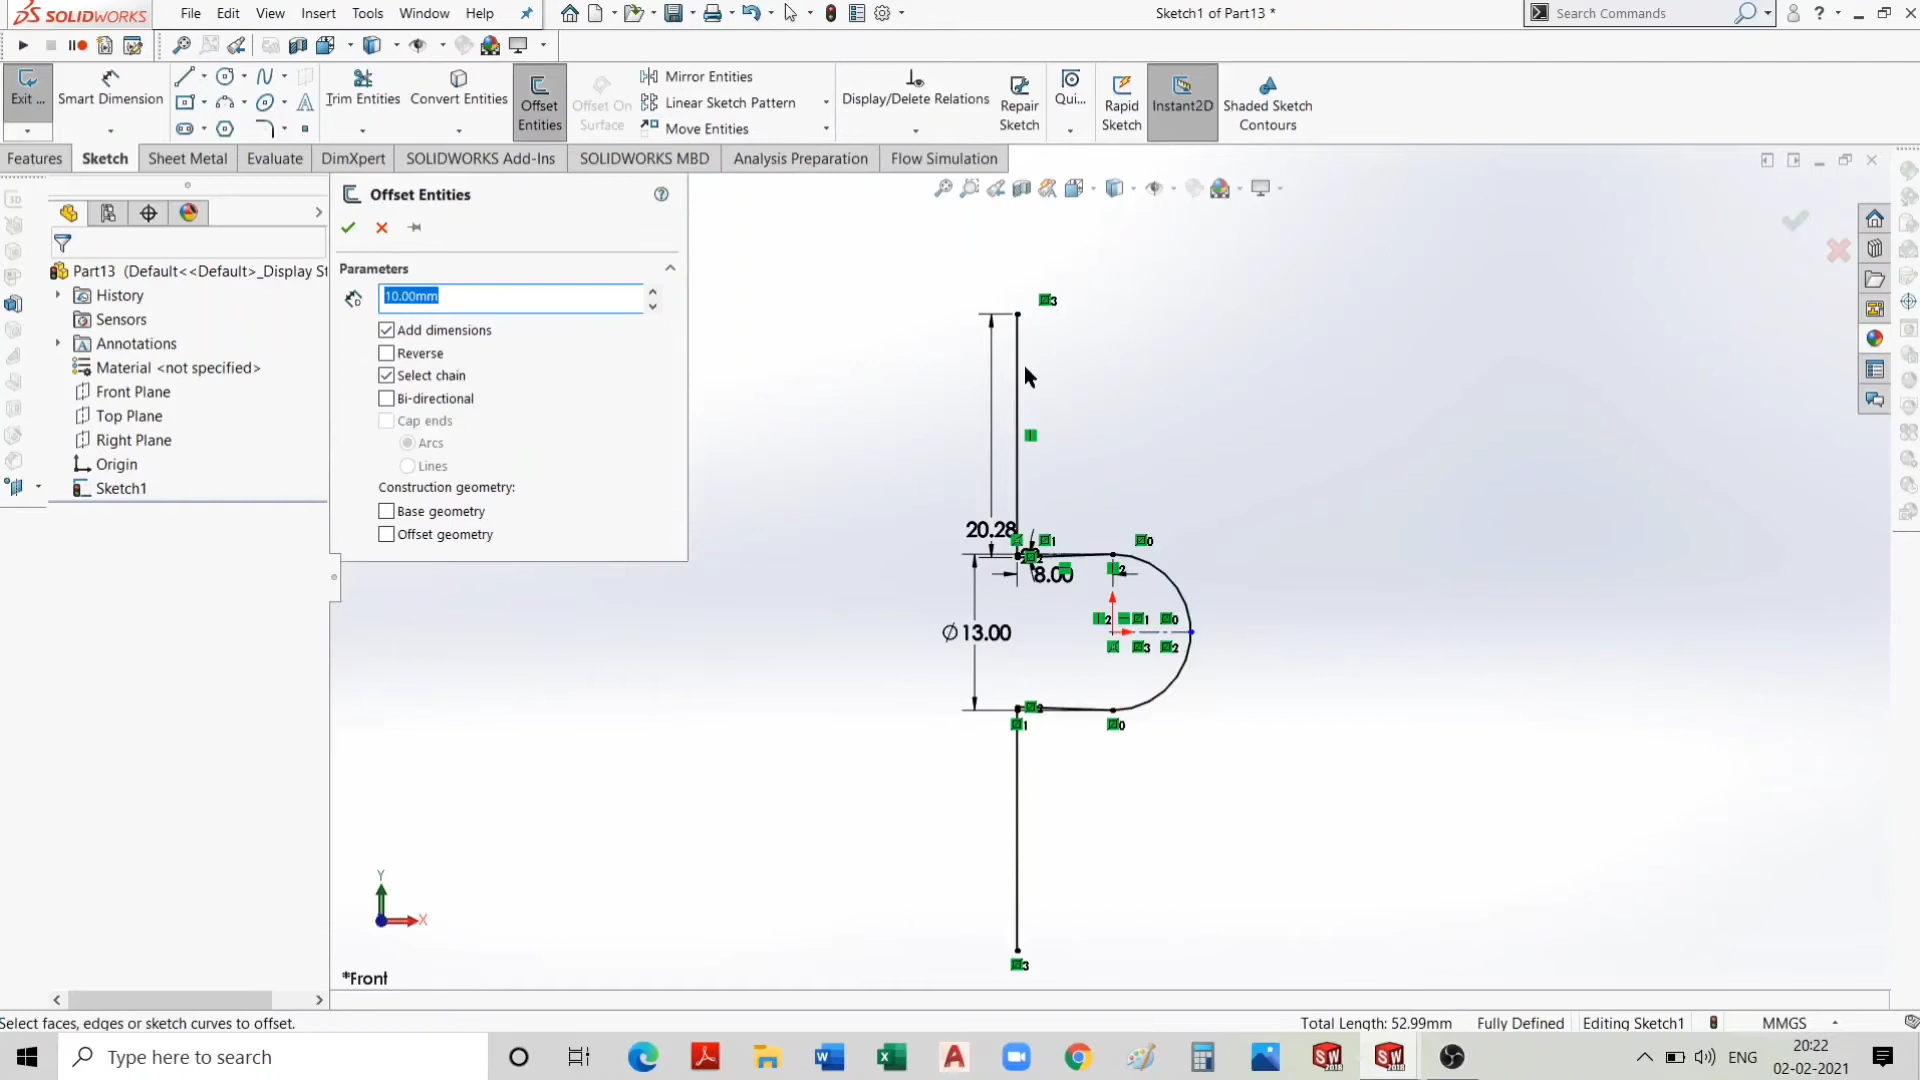 SOLIDWORKS
File Edit View Insert Tools Window Help
Sketch1 of Part13 *
Search Commands
Exit ...
Smart Dimension
Trim Entities
Convert Entities
Offset Entities
Offset On Surface
Mirror Entities
Linear Sketch Pattern
Move Entities
Display/Delete Relations
Repair Sketch
Qui...
Rapid Sketch
Instant2D
Shaded Sketch Contours
Features Sketch Sheet Metal Evaluate DimXpert SOLIDWORKS Add-Ins SOLIDWORKS MBD Analysis Preparation Flow Simulation
Part13 (Default<<Default>_Display St
History
Sensors
Annotations
Material <not specified>
Front Plane
Top Plane
Right Plane
Origin
Sketch1
Offset Entities
Parameters
10.00mm
Add dimensions
Reverse
Select chain
Bi-directional
Cap ends
Arcs
Lines
Construction geometry:
Base geometry
Offset geometry
20.28
8.00
Ø13.00
Y
X
*Front
Select faces, edges or sketch curves to offset.
Total Length: 52.99mm Fully Defined Editing Sketch1 MMGS
Type here to search
ENG
20:22
02-02-2021